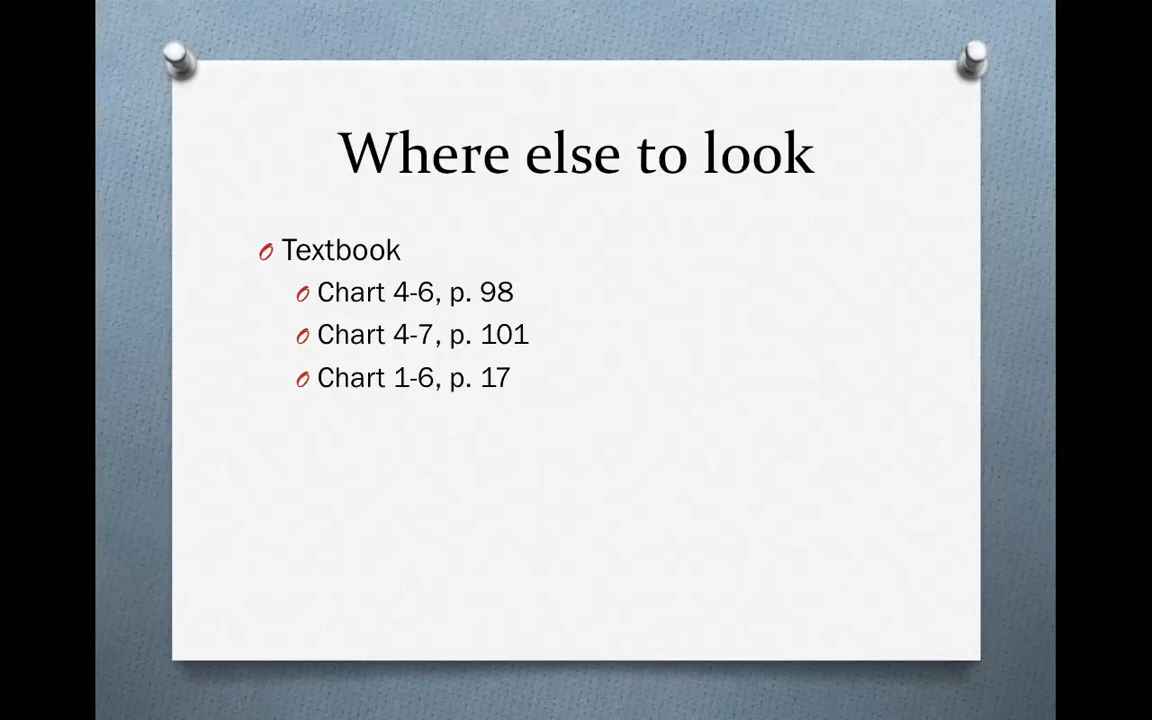 Where else to look
Textbook
Chart 4-6, p. 98
Chart 4-7, p. 101
Chart 1-6, p. 17